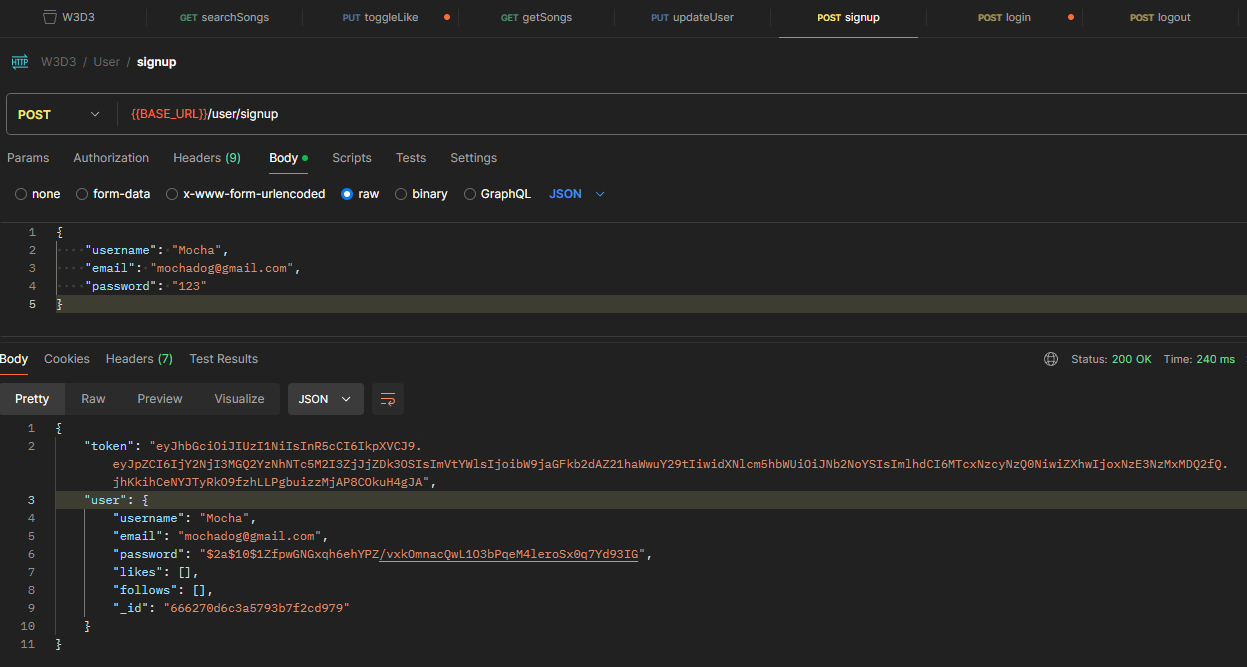 W3D3 GET searchSongs PUT toggleLike GET getSongs PUT updateUser POST signup POST login POST logout
HTTP W3D3 / User / signup
POST {{BASE_URL}}/user/signup
Params Authorization Headers (9) Body Scripts Tests Settings
none form-data x-www-form-urlencoded raw binary GraphQL JSON
1 {
2 "username": "Mocha",
3 "email": "mochadog@gmail.com",
4 "password": "123"
5 }
Body Cookies Headers (7) Test Results Status: 200 OK Time: 240 ms
Pretty Raw Preview Visualize JSON
1 {
2 "token": "eyJhbGciOiJIUzI1NiIsInR5cCI6IkpXVCJ9.
eyJpZCI6IjY2NjI3MGQ2YzNhNTc5M2I3ZjJjZDk3OSIsImVtYWlsIjoibW9jaGFkb2dAZ21haWwuY29tIiwidXNlcm5hbWUiOiJNb2NoYSIsImlhdCI6MTcxNzcyNzQ0NiwiZXhwIjoxNzE3NzMxMDQ2fQ.
jhKkihCeNYJTyRkO9fzhLLPgbuizzMjAP8COkuH4gJA",
3 "user": {
4 "username": "Mocha",
5 "email": "mochadog@gmail.com",
6 "password": "$2a$10$1ZfpwGNGxqh6ehYPZ/vxkOmnacQwL1O3bPqeM4leroSx0q7Yd93IG",
7 "likes": [],
8 "follows": [],
9 "_id": "666270d6c3a5793b7f2cd979"
10 }
11 }